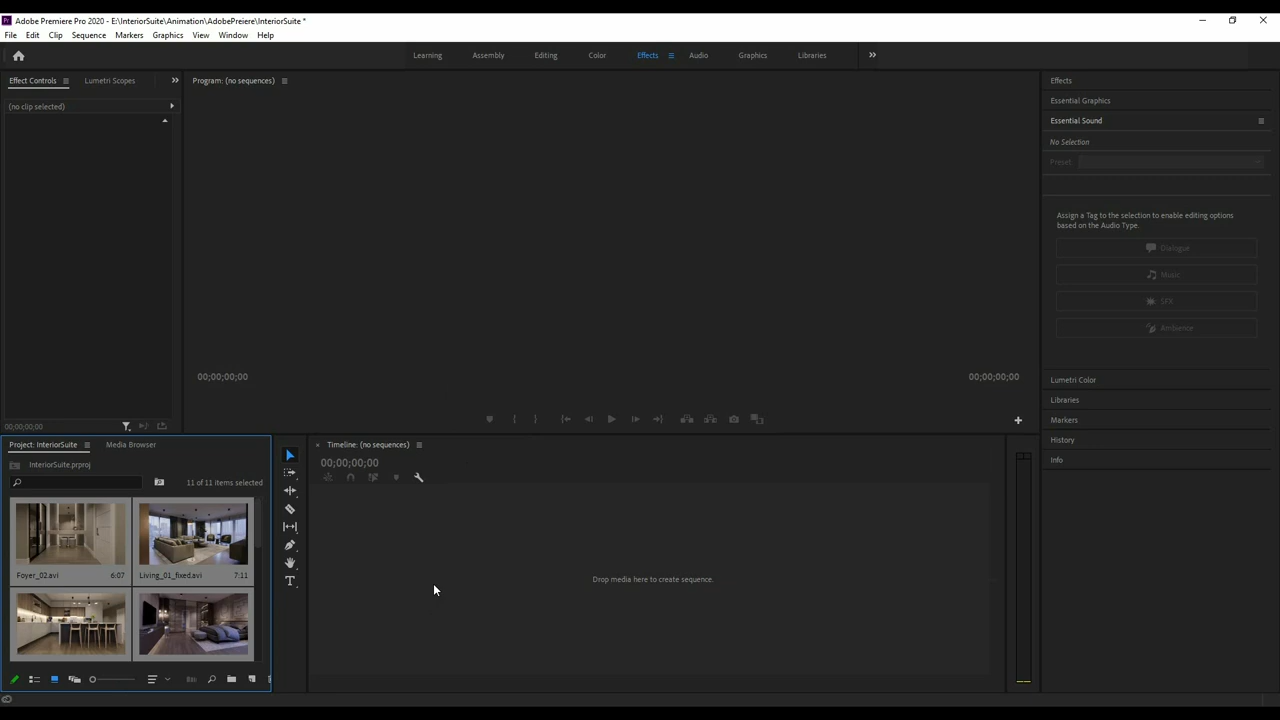 Adobe Premiere Pro 2020 - E:\InteriorSuite\Animation\AdobePreiere\InteriorSuite *
File Edit Clip Sequence Markers Graphics View Window Help
Learning Assembly Editing Color Effects Audio Graphics Libraries
Effect Controls Lumetri Scopes
(no clip selected)
00;00;00;00
Program: (no sequences)
00;00;00;00 00;00;00;00
Effects
Essential Graphics
Essential Sound
No Selection
Preset:
Assign a Tag to the selection to enable editing options
based on the Audio Type.
Dialogue
Music
SFX
Ambience
Lumetri Color
Libraries
Markers
History
Info
Project: InteriorSuite Media Browser
InteriorSuite.prproj
11 of 11 items selected
Foyer_02.avi 6:07
Living_01_fixed.avi 7:11
Timeline: (no sequences)
00;00;00;00
Drop media here to create sequence.